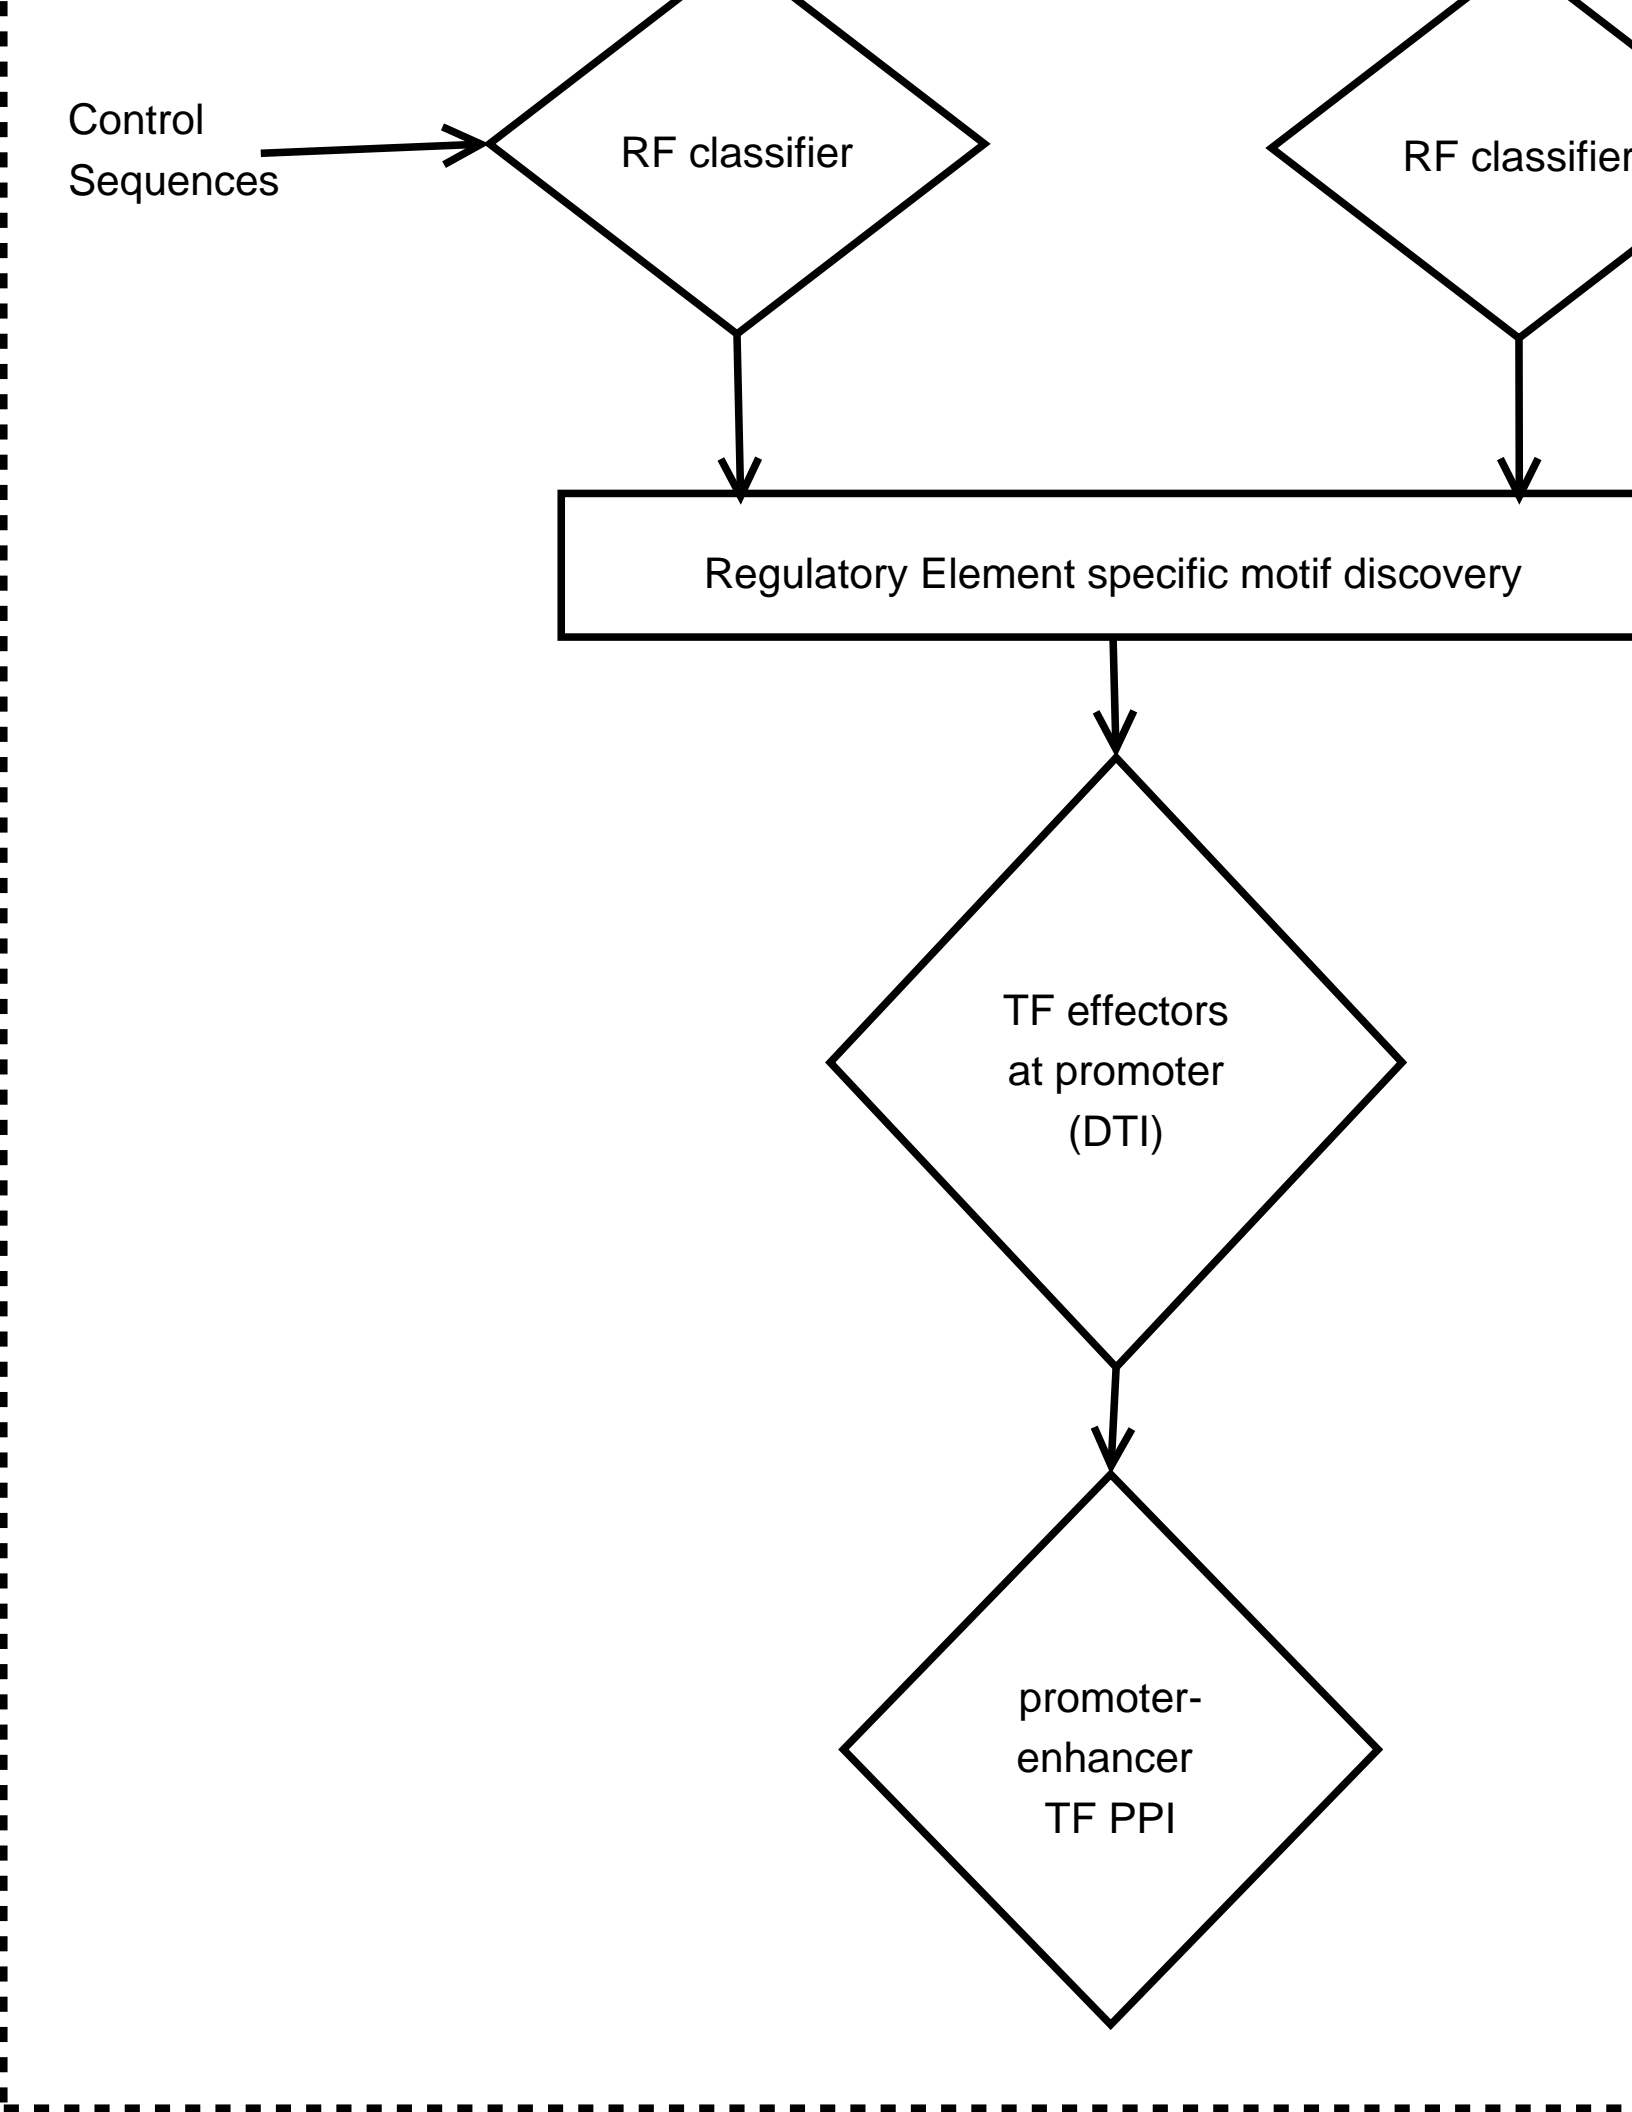 Control
Sequences
RF classifier
RF classifier
Regulatory Element specific motif discovery
TF effectors
at promoter
(DTI)
promoter-
enhancer
TF PPI